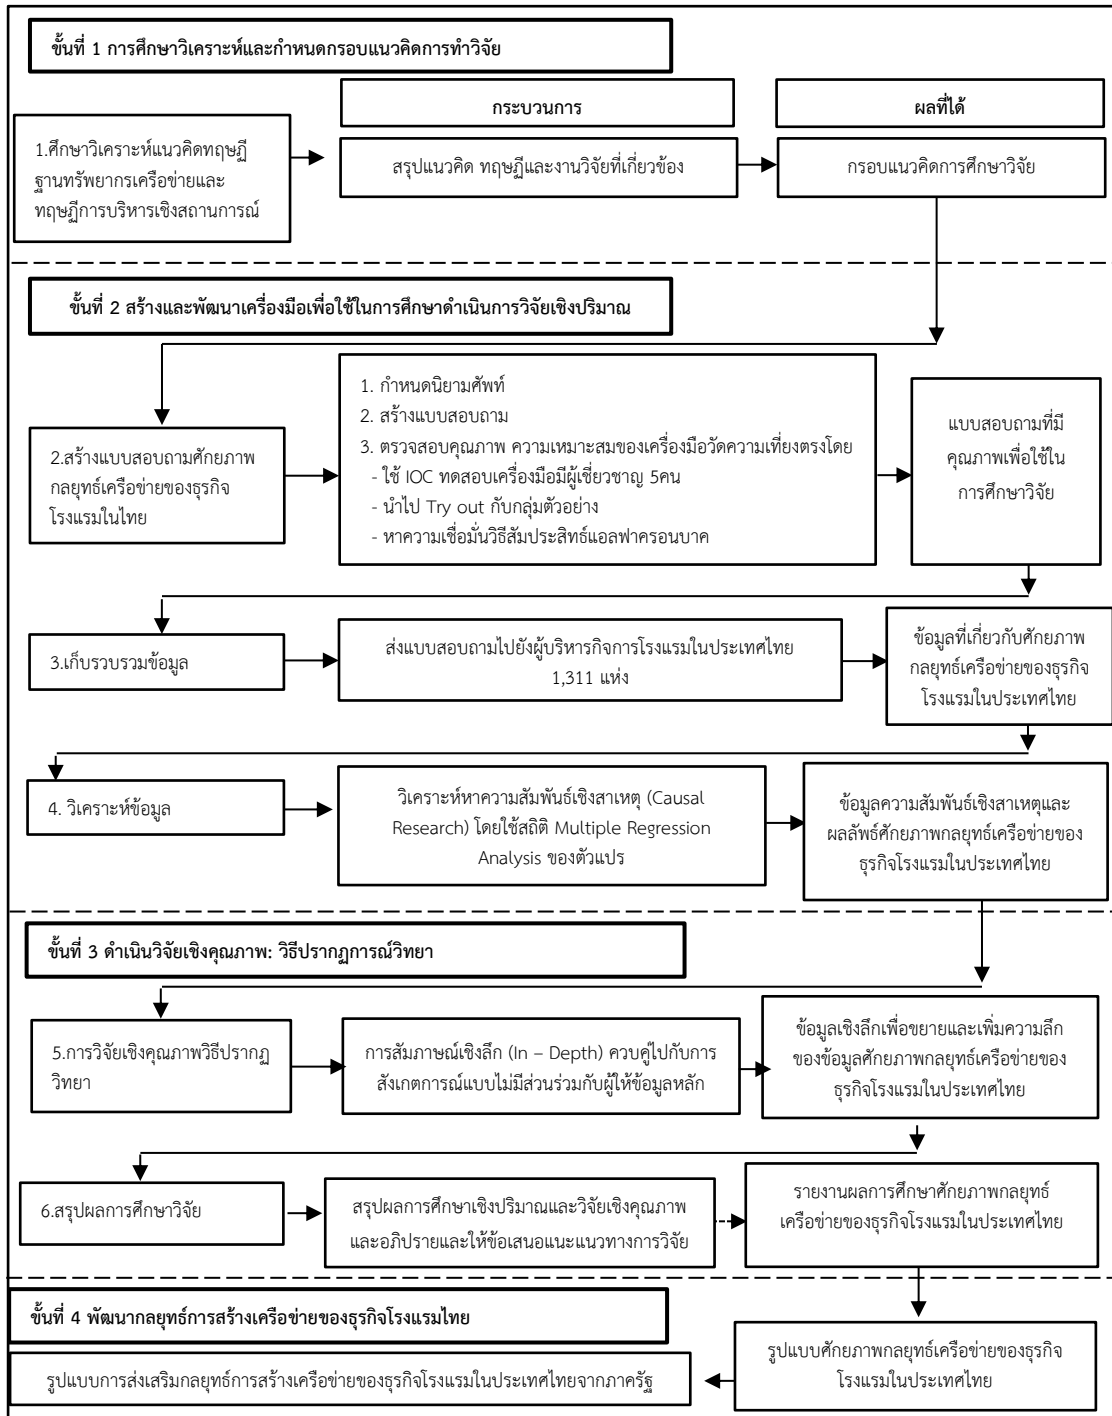 ขั้นที่ 1 การศึกษาวิเคราะห์และกำหนดกรอบแนวคิดการทำวิจัย
กระบวนการ
ผลที่ได้
1.ศึกษาวิเคราะห์แนวคิดทฤษฏี
ฐานทรัพยากรเครือข่ายและ
ทฤษฏีการบริหารเชิงสถานการณ์
สรุปแนวคิด ทฤษฏีและงานวิจัยที่เกี่ยวข้อง
กรอบแนวคิดการศึกษาวิจัย
ขั้นที่ 2 สร้างและพัฒนาเครื่องมือเพื่อใช้ในการศึกษาดำเนินการวิจัยเชิงปริมาณ
2.สร้างแบบสอบถามศักยภาพ
กลยุทธ์เครือข่ายของธุรกิจ
โรงแรมในไทย
1. กำหนดนิยามศัพท์
2. สร้างแบบสอบถาม
3. ตรวจสอบคุณภาพ ความเหมาะสมของเครื่องมือวัดความเที่ยงตรงโดย
- ใช้ IOC ทดสอบเครื่องมือมีผู้เชี่ยวชาญ 5คน
- นำไป Try out กับกลุ่มตัวอย่าง
- หาความเชื่อมั่นวิธีสัมประสิทธ์แอลฟาครอนบาค
แบบสอบถามที่มี
คุณภาพเพื่อใช้ใน
การศึกษาวิจัย
3.เก็บรวบรวมข้อมูล
ส่งแบบสอบถามไปยังผู้บริหารกิจการโรงแรมในประเทศไทย
1,311 แห่ง
ข้อมูลที่เกี่ยวกับศักยภาพ
กลยุทธ์เครือข่ายของธุรกิจ
โรงแรมในประเทศไทย
4. วิเคราะห์ข้อมูล
วิเคราะห์หาความสัมพันธ์เชิงสาเหตุ (Causal
Research) โดยใช้สถิติ Multiple Regression
Analysis ของตัวแปร
ข้อมูลความสัมพันธ์เชิงสาเหตุและ
ผลลัพธ์ศักยภาพกลยุทธ์เครือข่ายของ
ธุรกิจโรงแรมในประเทศไทย
ขั้นที่ 3 ดำเนินวิจัยเชิงคุณภาพ: วิธีปรากฏการณ์วิทยา
5.การวิจัยเชิงคุณภาพวิธีปรากฏ
วิทยา
การสัมภาษณ์เชิงลึก (In – Depth) ควบคู่ไปกับการ
สังเกตการณ์แบบไม่มีส่วนร่วมกับผู้ให้ข้อมูลหลัก
ข้อมูลเชิงลึกเพื่อขยายและเพิ่มความลึก
ของข้อมูลศักยภาพกลยุทธ์เครือข่ายของ
ธุรกิจโรงแรมในประเทศไทย
6.สรุปผลการศึกษาวิจัย
สรุปผลการศึกษาเชิงปริมาณและวิจัยเชิงคุณภาพ
และอภิปรายและให้ข้อเสนอแนะแนวทางการวิจัย
รายงานผลการศึกษาศักยภาพกลยุทธ์
เครือข่ายของธุรกิจโรงแรมในประเทศไทย
ขั้นที่ 4 พัฒนากลยุทธ์การสร้างเครือข่ายของธุรกิจโรงแรมไทย
รูปแบบศักยภาพกลยุทธ์เครือข่ายของธุรกิจ
โรงแรมในประเทศไทย
รูปแบบการส่งเสริมกลยุทธ์การสร้างเครือข่ายของธุรกิจโรงแรมในประเทศไทยจากภาครัฐ